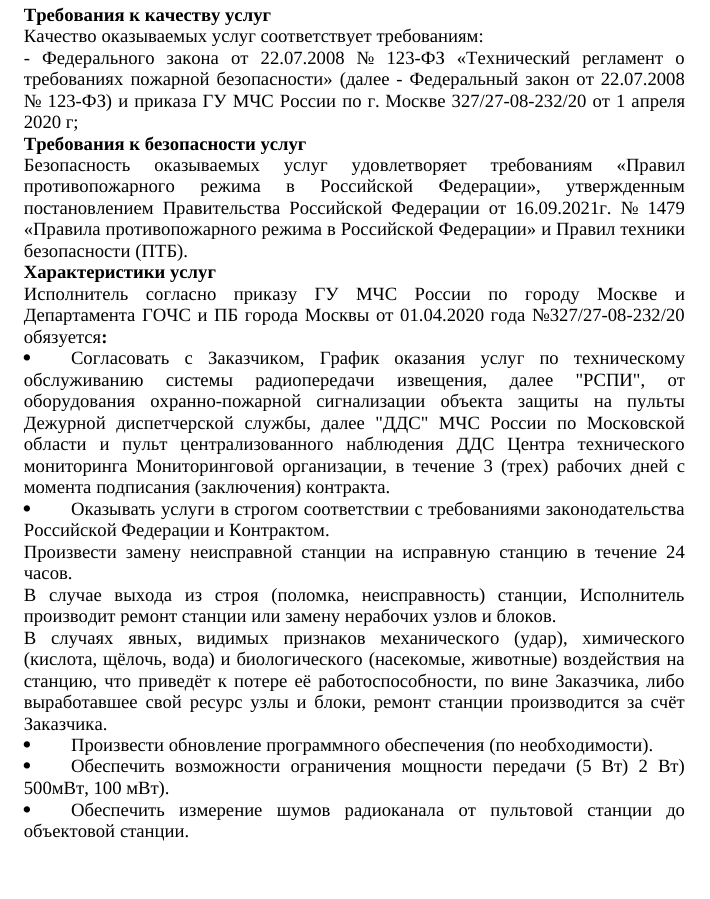 Требования к качеству услуг
Качество оказываемых услуг соответствует требованиям:
- Федерального закона от 22.07.2008 № 123-ФЗ «Технический регламент о
требованиях пожарной безопасности» (далее - Федеральный закон от 22.07.2008
№ 123-ФЗ) и приказа ГУ МЧС России по г. Москве 327/27-08-232/20 от 1 апреля
2020 г;
Требования к безопасности услуг
Безопасность оказываемых услуг удовлетворяет требованиям «Правил
противопожарного режима в Российской Федерации», утвержденным
постановлением Правительства Российской Федерации от 16.09.2021г. № 1479
«Правила противопожарного режима в Российской Федерации» и Правил техники
безопасности (ПТБ).
Характеристики услуг
Исполнитель согласно приказу ГУ МЧС России по городу Москве и
Департамента ГОЧС и ПБ города Москвы от 01.04.2020 года №327/27-08-232/20
обязуется:
• Согласовать с Заказчиком, График оказания услуг по техническому
обслуживанию системы радиопередачи извещения, далее "РСПИ", от
оборудования охранно-пожарной сигнализации объекта защиты на пульты
Дежурной диспетчерской службы, далее "ДДС" МЧС России по Московской
области и пульт централизованного наблюдения ДДС Центра технического
мониторинга Мониторинговой организации, в течение 3 (трех) рабочих дней с
момента подписания (заключения) контракта.
• Оказывать услуги в строгом соответствии с требованиями законодательства
Российской Федерации и Контрактом.
Произвести замену неисправной станции на исправную станцию в течение 24
часов.
В случае выхода из строя (поломка, неисправность) станции, Исполнитель
производит ремонт станции или замену нерабочих узлов и блоков.
В случаях явных, видимых признаков механического (удар), химического
(кислота, щёлочь, вода) и биологического (насекомые, животные) воздействия на
станцию, что приведёт к потере её работоспособности, по вине Заказчика, либо
выработавшее свой ресурс узлы и блоки, ремонт станции производится за счёт
Заказчика.
• Произвести обновление программного обеспечения (по необходимости).
• Обеспечить возможности ограничения мощности передачи (5 Вт) 2 Вт)
500мВт, 100 мВт).
• Обеспечить измерение шумов радиоканала от пультовой станции до
объектовой станции.